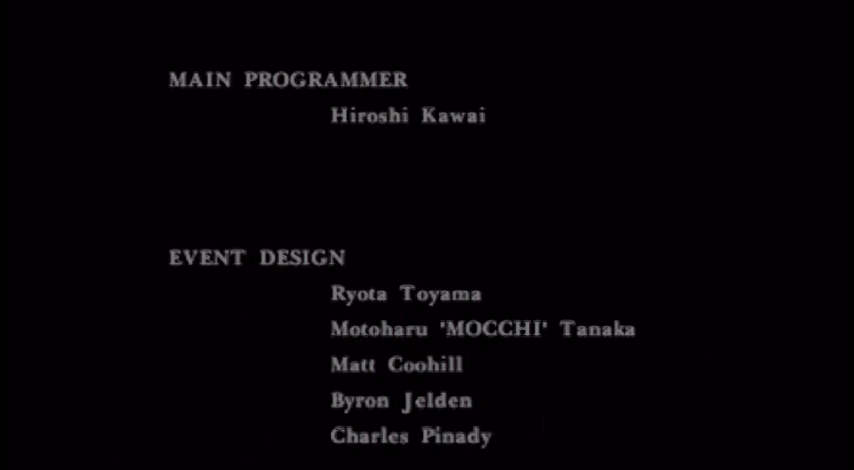 MAIN PROGRAMMER
Hiroshi Kawai
EVENT DESIGN
Ryota Toyama
Motoharu 'MOCCHI' Tanaka
Matt Coohill
Byron Jelden
Charles Pinady